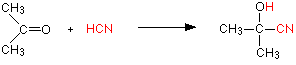 CH3 C=O CH3 + HCN
OH CH3 C CN CH3